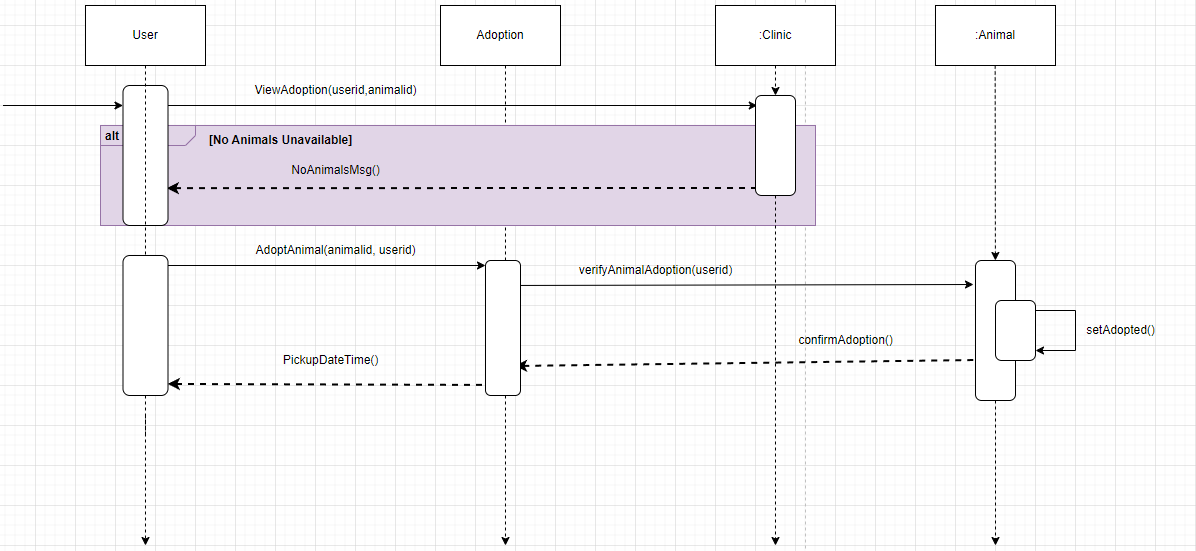 User
Adoption
:Clinic
:Animal
ViewAdoption(userid,animalid)
alt
[No Animals Unavailable]
NoAnimalsMsg()
AdoptAnimal(animalid, userid)
verifyAnimalAdoption(userid)
setAdopted()
confirmAdoption()
PickupDateTime()